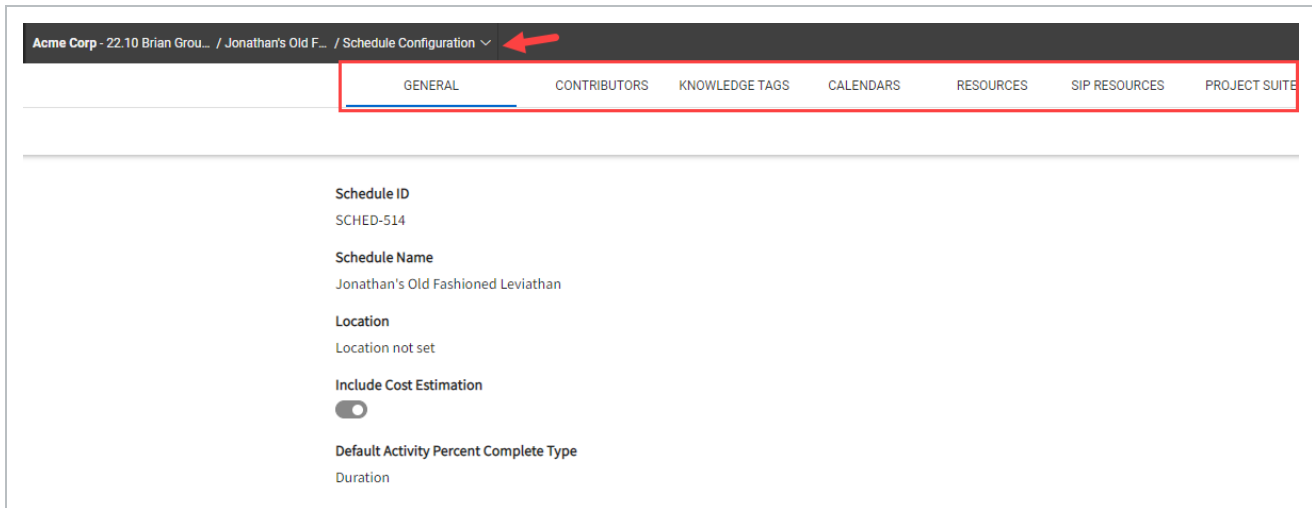 Acme Corp - 22.10 Brian Grou... / Jonathan's Old F... / Schedule Configuration
GENERAL CONTRIBUTORS KNOWLEDGE TAGS CALENDARS RESOURCES SIP RESOURCES PROJECT SUITE
Schedule ID
SCHED-514
Schedule Name
Jonathan's Old Fashioned Leviathan
Location
Location not set
Include Cost Estimation
Default Activity Percent Complete Type
Duration